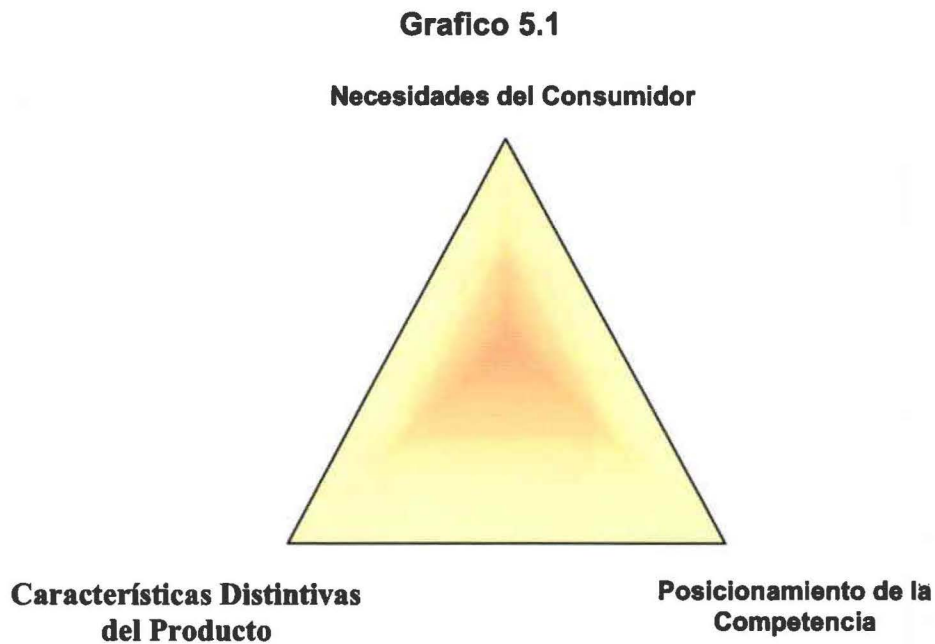 Grafico 5.1
Necesidades del Consumidor
Características Distintivas
del Producto
Posicionamiento de la
Competencia